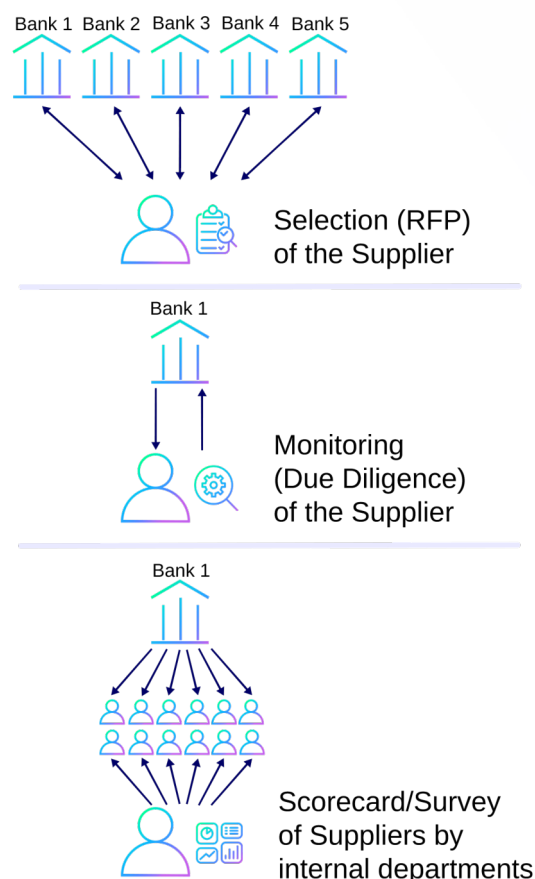 Bank 1 Bank 2 Bank 3 Bank 4 Bank 5
Selection (RFP)
of the Supplier
Bank 1
Monitoring
(Due Diligence)
of the Supplier
Bank 1
Scorecard/Survey
of Suppliers by
internal departments